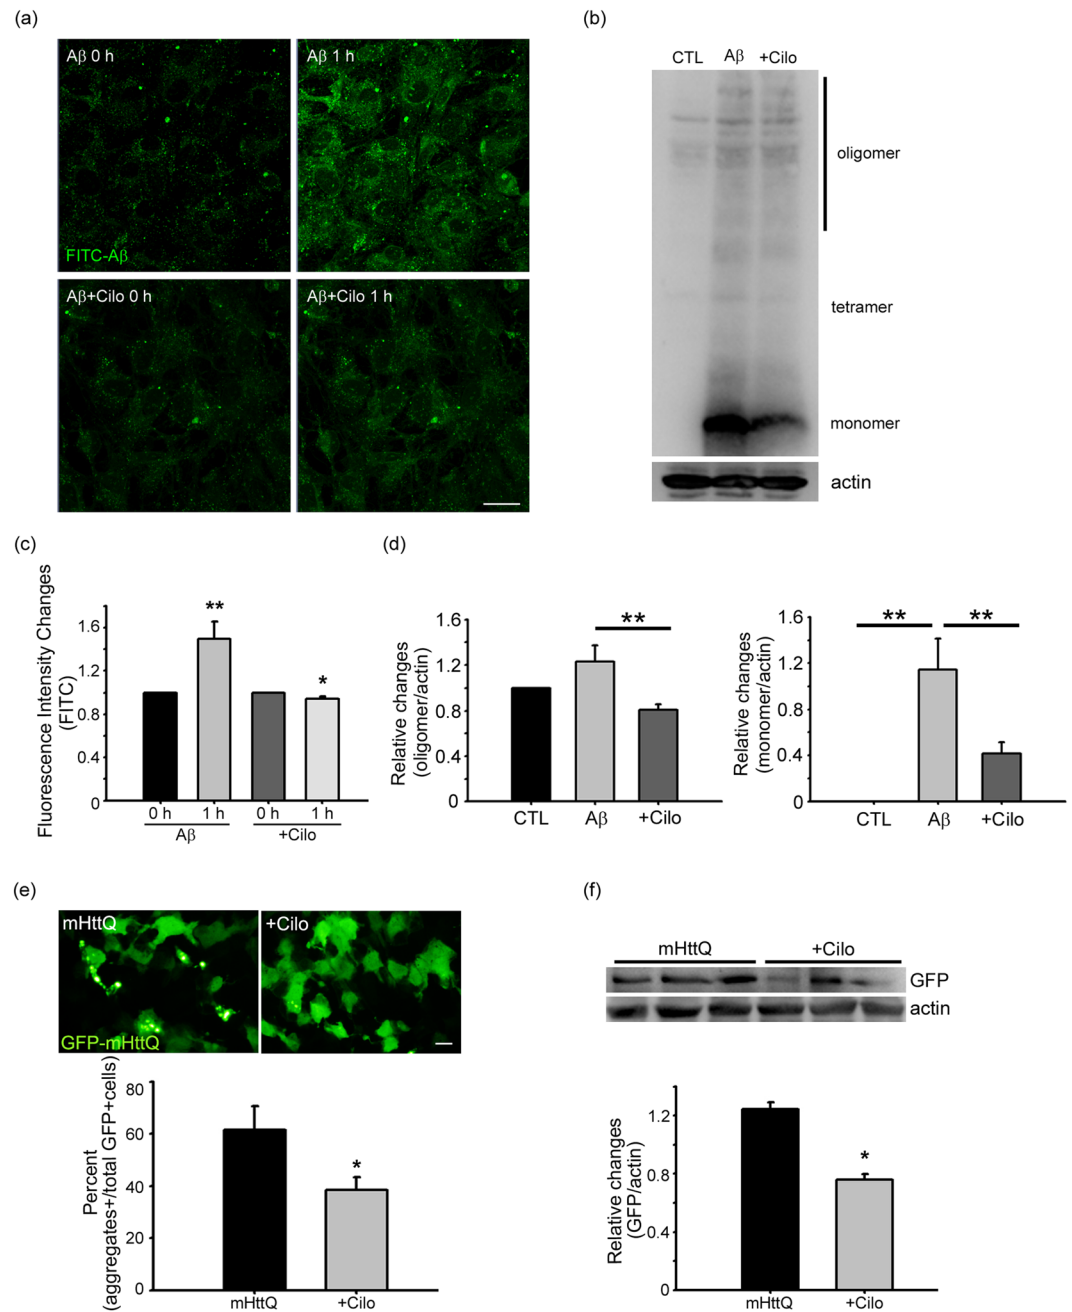 (a)
Aβ 0 h
Aβ 1 h
FITC-Aβ
Aβ+Cilo 0 h
Aβ+Cilo 1 h
(b)
CTL Aβ +Cilo
oligomer
tetramer
monomer
actin
(c)
Fluorescence Intensity Changes
(FITC)
1.6
1.2
0.8
0.4
0
**
*
0 h 1 h 0 h 1 h
Aβ +Cilo
(d)
Relative changes
(oligomer/actin)
1.6
1.2
0.8
0.4
0
**
CTL Aβ +Cilo
Relative changes
(monomer/actin)
1.6
1.2
0.8
0.4
0
** **
CTL Aβ +Cilo
(e)
mHttQ
+Cilo
GFP-mHttQ
Percent
(aggregates+/total GFP+cells)
80
60
40
20
0
*
mHttQ +Cilo
(f)
mHttQ +Cilo
GFP
actin
Relative changes
(GFP/actin)
1.2
0.8
0.4
0
*
mHttQ +Cilo